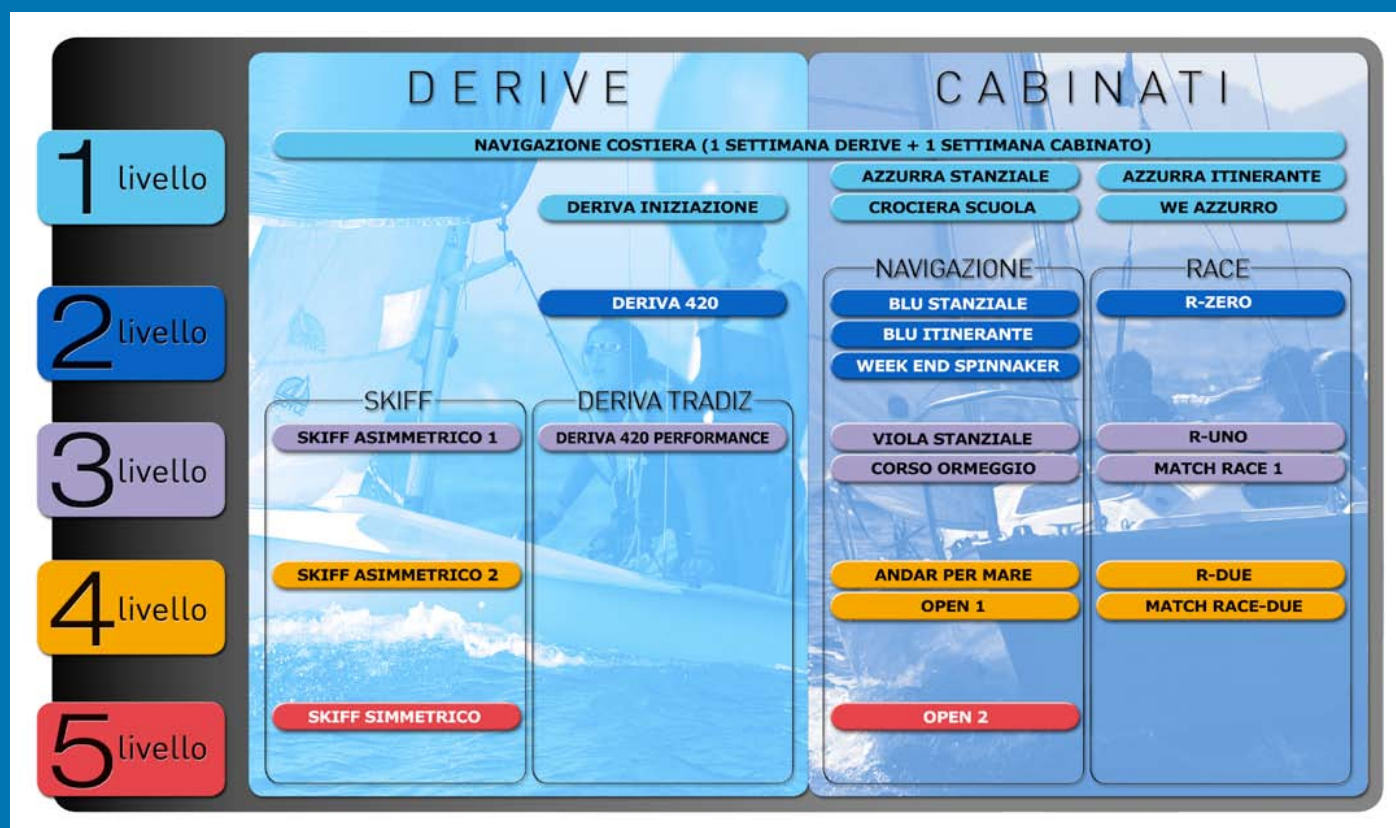 DERIVE
CABINATI
1 livello
NAVIGAZIONE COSTIERA (1 SETTIMANA DERIVE + 1 SETTIMANA CABINATO)
AZZURRA STANZIALE
AZZURRA ITINERANTE
DERIVA INIZIAZIONE
CROCIERA SCUOLA
WE AZZURRO
NAVIGAZIONE
RACE
2 livello
DERIVA 420
BLU STANZIALE
R-ZERO
BLU ITINERANTE
WEEK END SPINNAKER
SKIFF
DERIVA TRADIZ
3 livello
SKIFF ASIMMETRICO 1
DERIVA 420 PERFORMANCE
VIOLA STANZIALE
R-UNO
CORSO ORMEGGIO
MATCH RACE 1
4 livello
SKIFF ASIMMETRICO 2
ANDAR PER MARE
R-DUE
OPEN 1
MATCH RACE-DUE
5 livello
SKIFF SIMMETRICO
OPEN 2